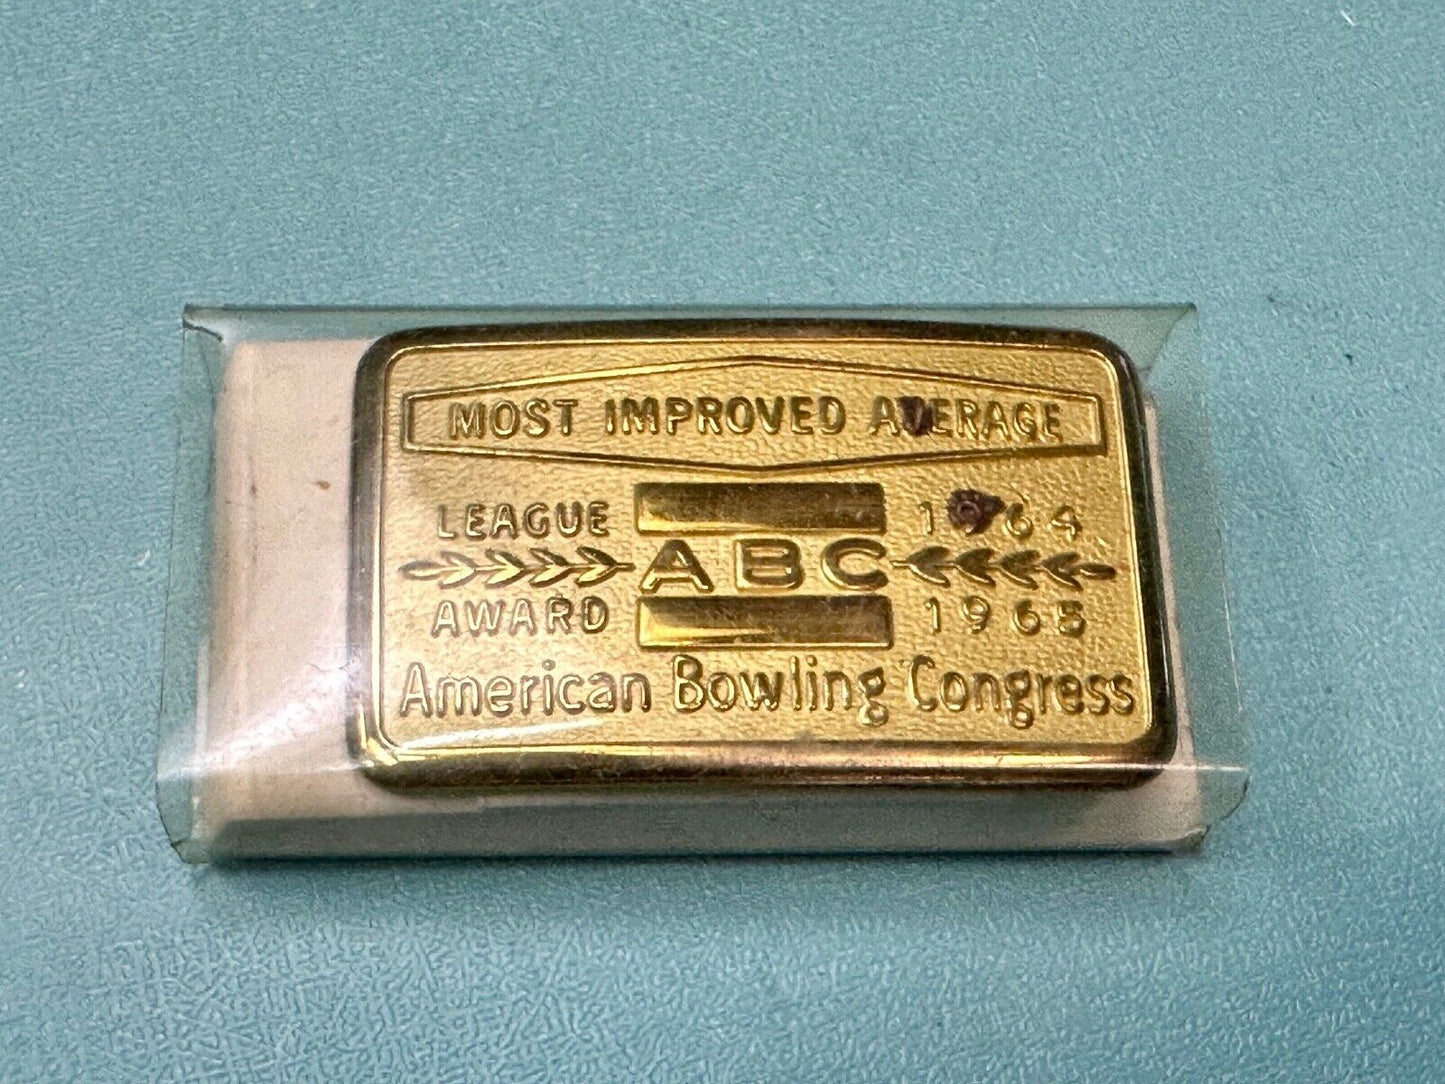 MOST IMPROVED AVERAGE
LEAGUE 1964
ABC
AWARD 1965
American Bowling Congress